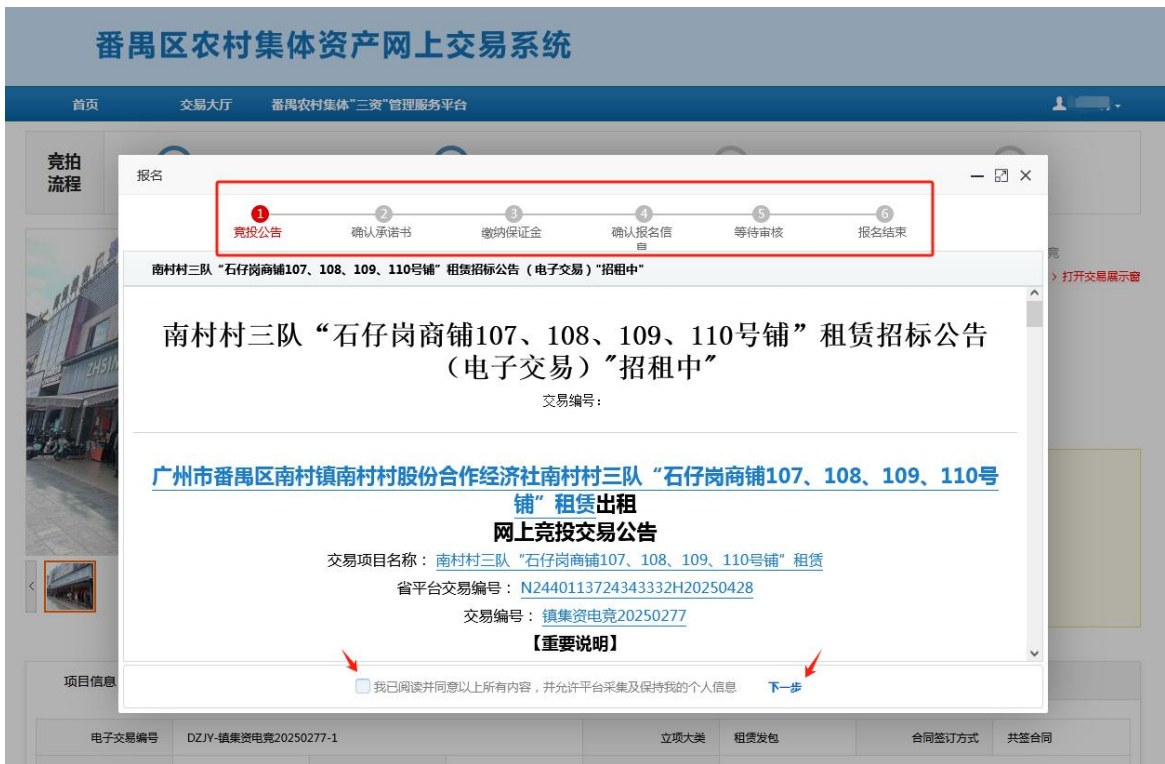 番禺区农村集体资产网上交易系统
首页 交易大厅 番禺农村集体"三资"管理服务平台
竞拍
流程
报名
1 2 3 4 5 6
竞投公告 确认承诺书 缴纳保证金 确认报名信息 等待审核 报名结束
竞
南村村三队“石仔岗商铺107、108、109、110号铺”租赁招标公告（电子交易）"招租中"
> 打开交易展示窗
南村村三队“石仔岗商铺107、108、109、110号铺”租赁招标公告
（电子交易）"招租中"
交易编号：
广州市番禺区南村镇南村村股份合作经济社南村村三队“石仔岗商铺107、108、109、110号
铺”租赁出租
网上竞投交易公告
交易项目名称：南村村三队“石仔岗商铺107、108、109、110号铺”租赁
省平台交易编号：N2440113724343332H20250428
交易编号：镇集资电竞20250277
【重要说明】
项目信息
我已阅读并同意以上所有内容，并允许平台采集及保持我的个人信息 下一步
电子交易编号 DZJY-镇集资电竞20250277-1 立项大类 租赁发包 合同签订方式 共签合同